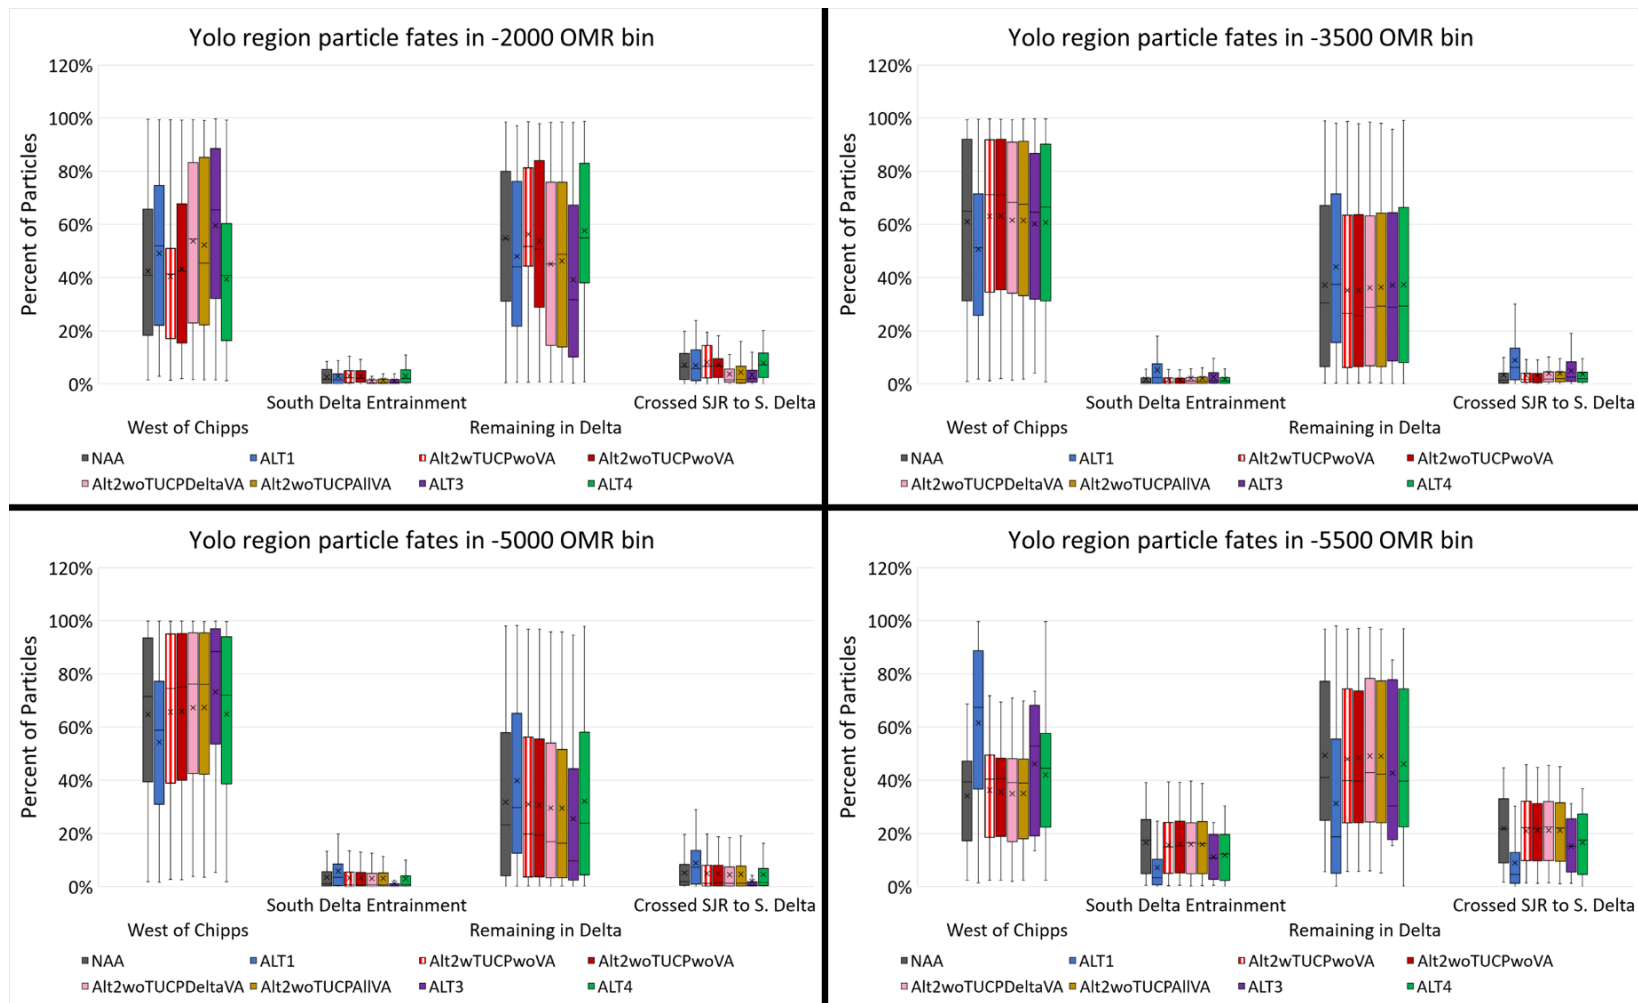 Yolo region particle fates in -2000 OMR bin
120%
100%
80%
60%
40%
20%
0%
Percent of Particles
South Delta Entrainment
Crossed SJR to S. Delta
West of Chipps
Remaining in Delta
NAA
ALT1
Alt2wTUCPwoVA
Alt2woTUCPwoVA
Alt2woTUCPDeltaVA
Alt2woTUCPAllVA
ALT3
ALT4
Yolo region particle fates in -3500 OMR bin
120%
100%
80%
60%
40%
20%
0%
Percent of Particles
South Delta Entrainment
Crossed SJR to S. Delta
West of Chipps
Remaining in Delta
NAA
ALT1
Alt2wTUCPwoVA
Alt2woTUCPwoVA
Alt2woTUCPDeltaVA
Alt2woTUCPAllVA
ALT3
ALT4
Yolo region particle fates in -5000 OMR bin
120%
100%
80%
60%
40%
20%
0%
Percent of Particles
South Delta Entrainment
Crossed SJR to S. Delta
West of Chipps
Remaining in Delta
NAA
ALT1
Alt2wTUCPwoVA
Alt2woTUCPwoVA
Alt2woTUCPDeltaVA
Alt2woTUCPAllVA
ALT3
ALT4
Yolo region particle fates in -5500 OMR bin
120%
100%
80%
60%
40%
20%
0%
Percent of Particles
South Delta Entrainment
Crossed SJR to S. Delta
West of Chipps
Remaining in Delta
NAA
ALT1
Alt2wTUCPwoVA
Alt2woTUCPwoVA
Alt2woTUCPDeltaVA
Alt2woTUCPAllVA
ALT3
ALT4